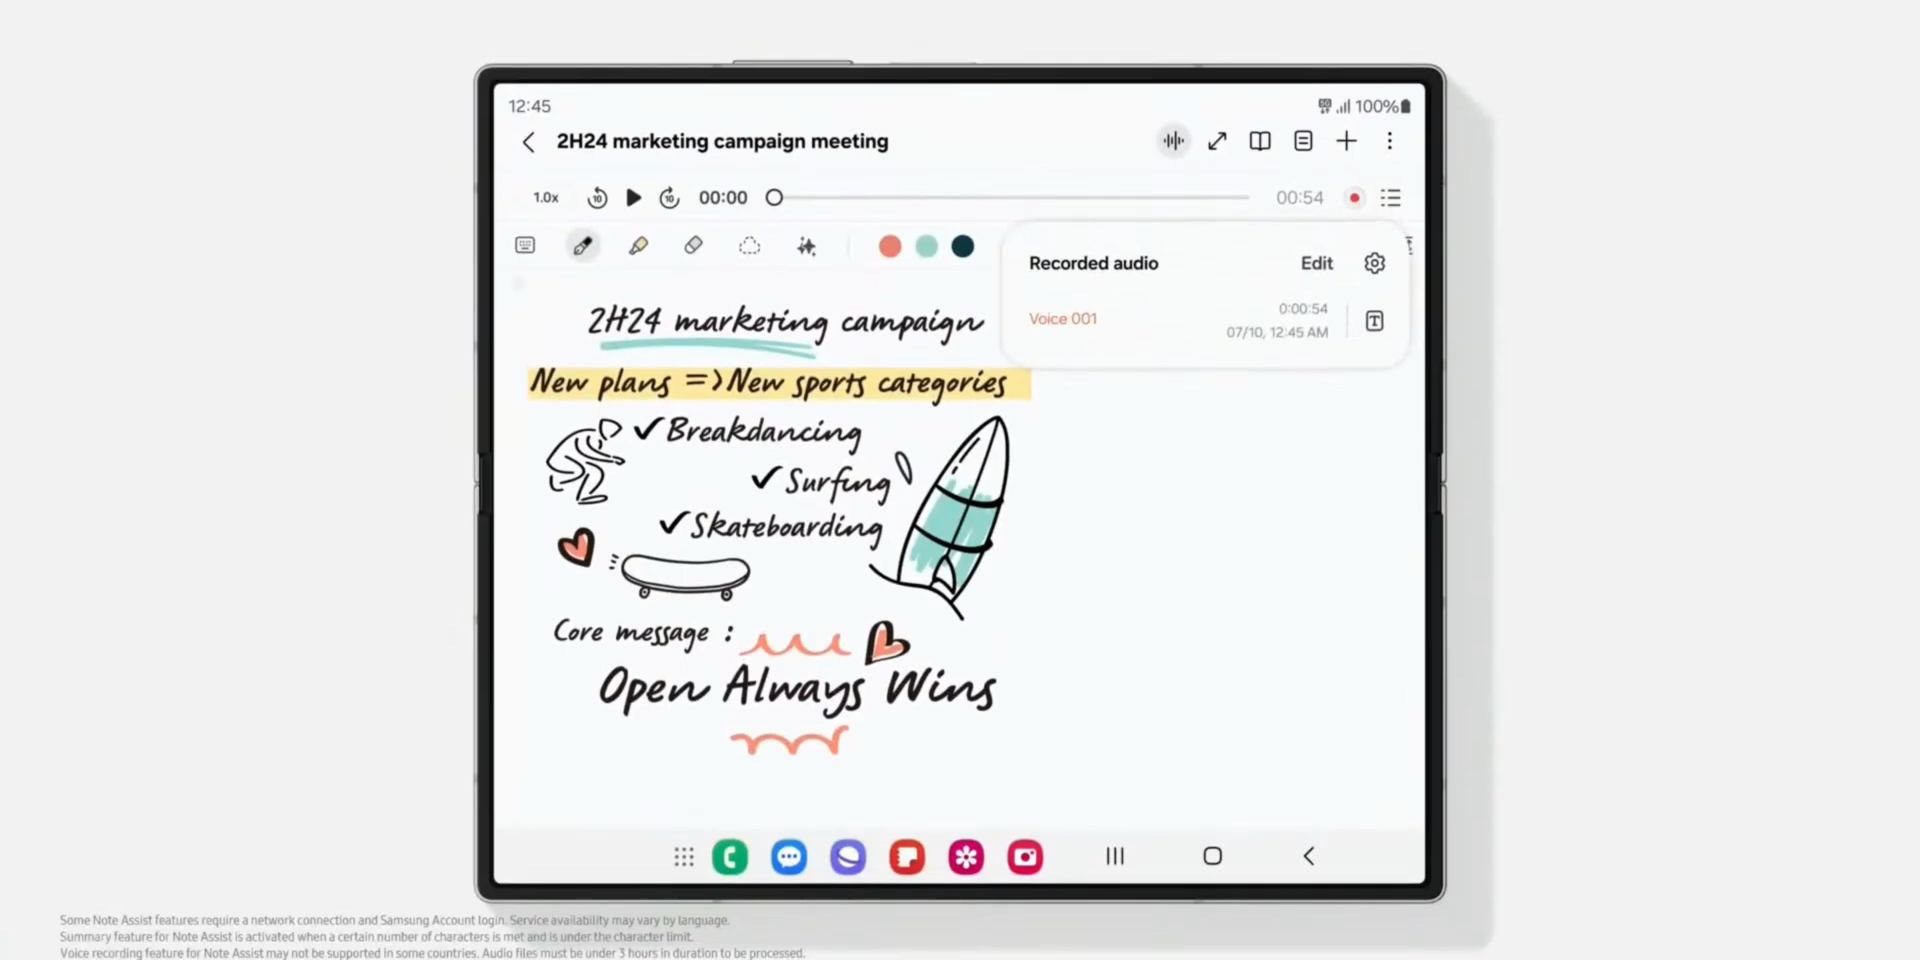 12:45
100%
2H24 marketing campaign meeting
1.0x
10
10
00:00
00:54
Recorded audio
Edit
Voice 001
0:00:54
07/10, 12:45 AM
T
2H24 marketing campaign
New plans => New sports categories
✓ Breakdancing
✓ Surfing
✓ Skateboarding
Core message :
Open Always Wins
Some Note Assist features require a network connection and Samsung Account login. Service availability may vary by language.
Summary feature for Note Assist is activated when a certain number of characters is met and is under the character limit.
Voice recording feature for Note Assist may not be supported in some countries. Audio files must be under 3 hours in duration to be processed.